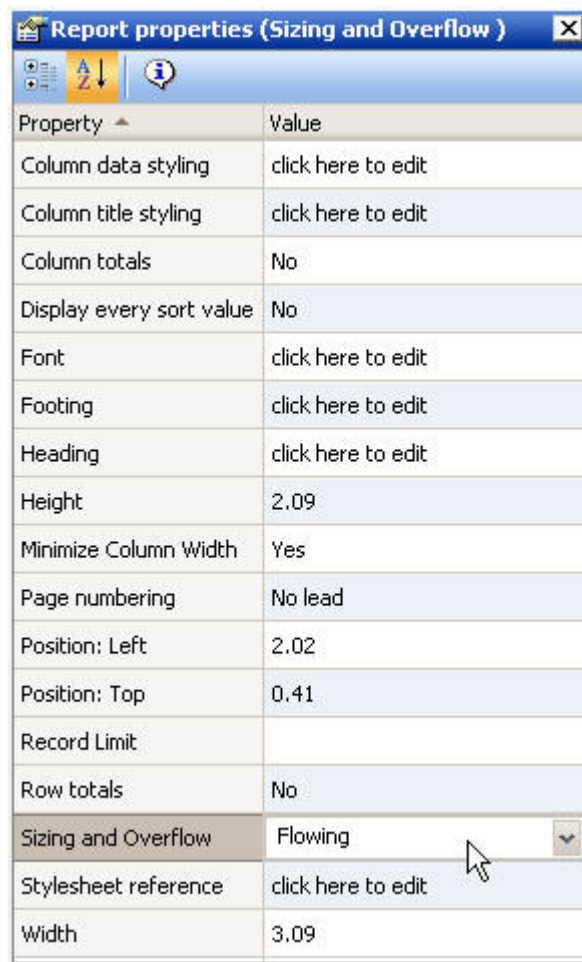 Report properties (Sizing and Overflow )
A Z
Property Value
Column data styling click here to edit
Column title styling click here to edit
Column totals No
Display every sort value No
Font click here to edit
Footing click here to edit
Heading click here to edit
Height 2.09
Minimize Column Width Yes
Page numbering No lead
Position: Left 2.02
Position: Top 0.41
Record Limit
Row totals No
Sizing and Overflow Flowing
Stylesheet reference click here to edit
Width 3.09